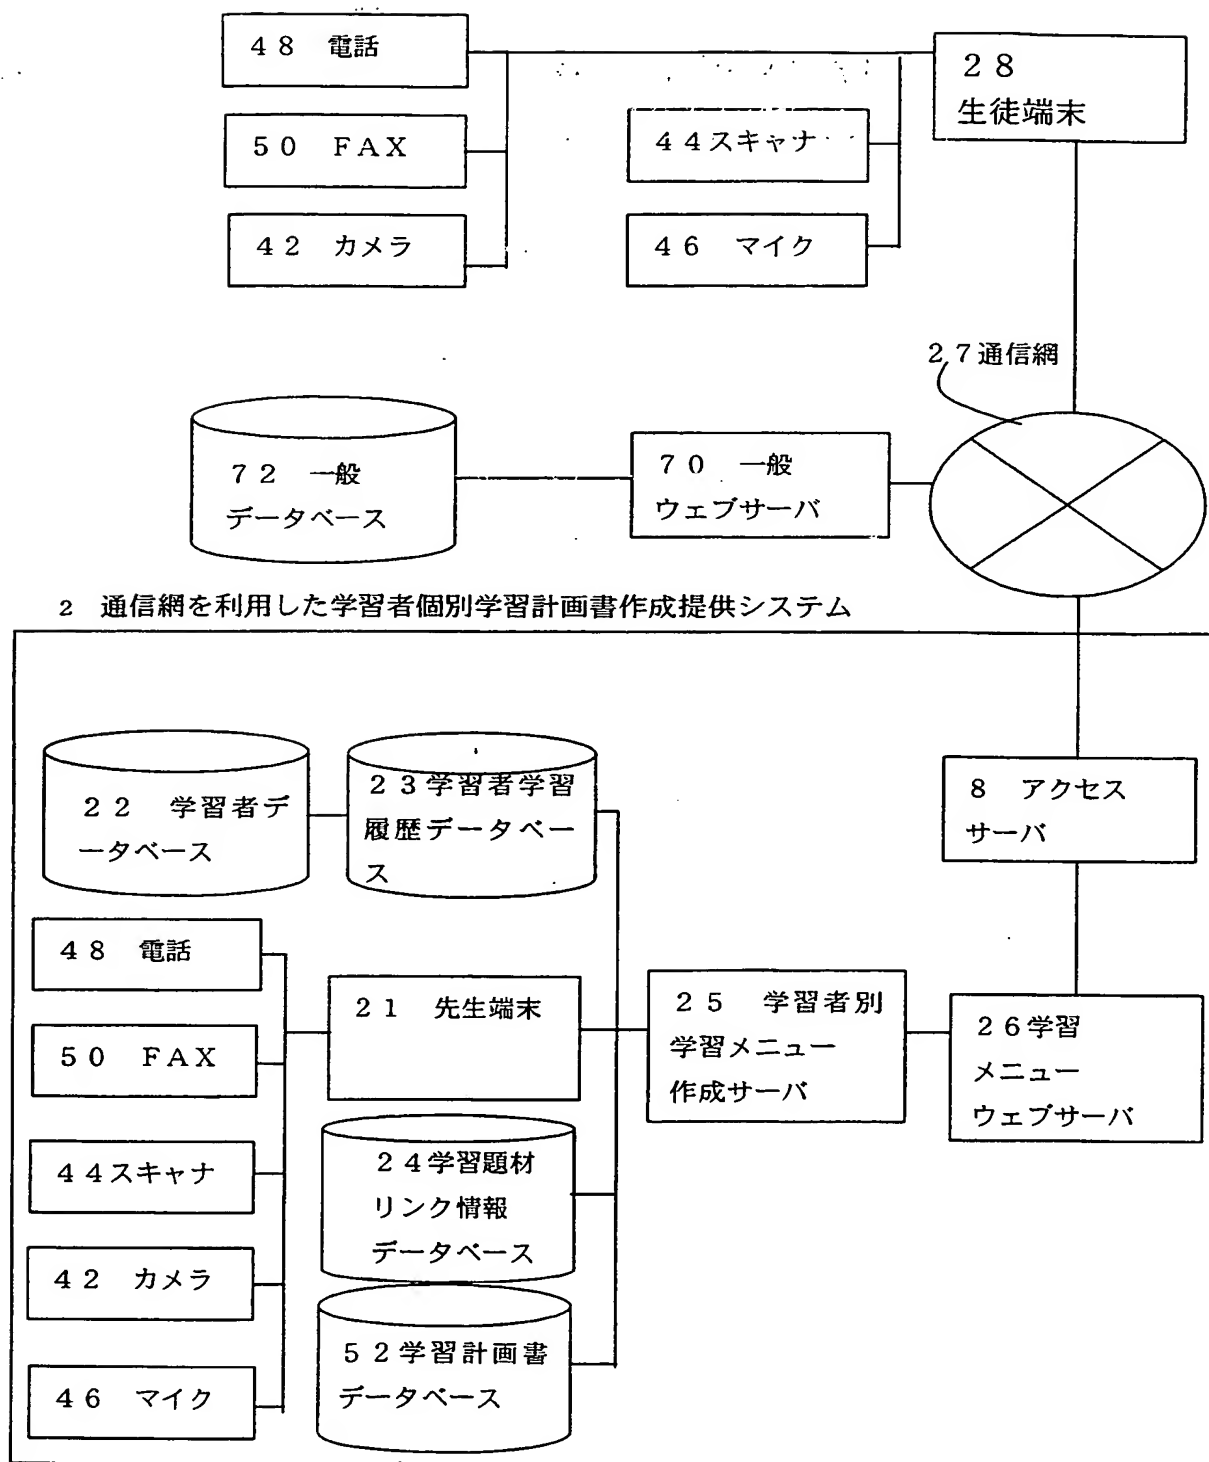 48 電話
28
生徒端末
50 FAX
44スキャナ
42 カメラ
46 マイク
27通信網
72 一般
データベース
70 一般
ウェブサーバ
2 通信網を利用した学習者個別学習計画書作成提供システム
22 学習者デ
ータベース
23学習者学習
履歴データベー
ス
8 アクセス
サーバ
48 電話
50 FAX
44スキャナ
42 カメラ
46 マイク
21 先生端末
24学習題材
リンク情報
データベース
52学習計画書
データベース
25 学習者別
学習メニュー
作成サーバ
26学習
メニュー
ウェブサーバ